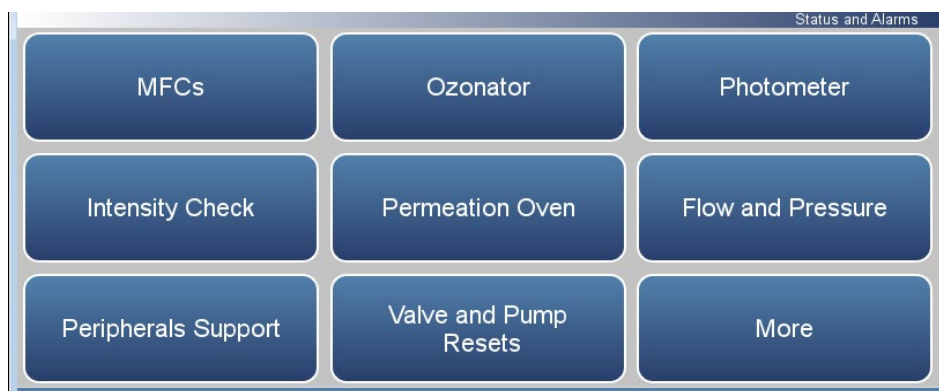 Status and Alarms
MFCs
Ozonator
Photometer
Intensity Check
Permeation Oven
Flow and Pressure
Peripherals Support
Valve and Pump
Resets
More